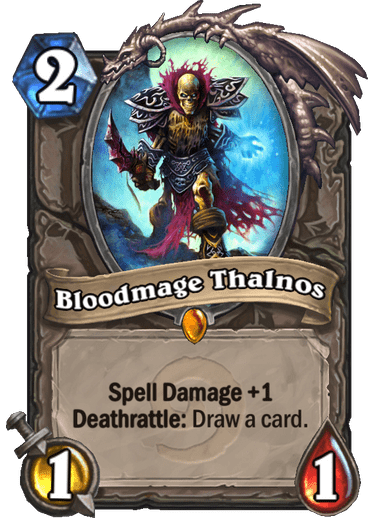 2
Bloodmage Thalnos
Spell Damage +1
Deathrattle: Draw a card.
1 1